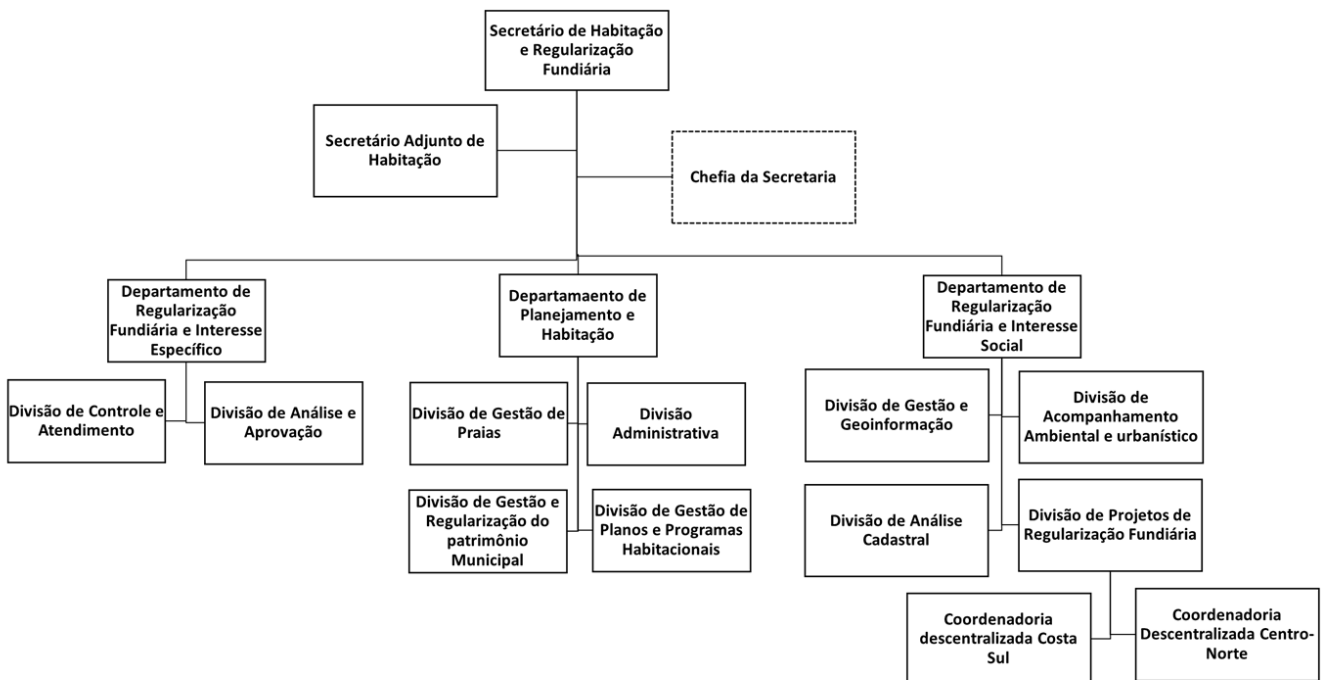 Secretário de Habitação
e Regularização
Fundiária
Secretário Adjunto de
Habitação
Chefia da Secretaria
Departamento de
Regularização
Fundiária e Interesse
Específico
Departamaento de
Planejamento e
Habitação
Departamento de
Regularização
Fundiária e Interesse
Social
Divisão de Controle e
Atendimento
Divisão de Análise e
Aprovação
Divisão de Gestão de
Praias
Divisão
Administrativa
Divisão de Gestão e
Geoinformação
Divisão de
Acompanhamento
Ambiental e urbanístico
Divisão de Gestão e
Regularização do
patrimônio
Municipal
Divisão de Gestão de
Planos e Programas
Habitacionais
Divisão de Análise
Cadastral
Divisão de Projetos de
Regularização Fundiária
Coordenadoria
descentralizada Costa
Sul
Coordenadoria
Descentralizada Centro-
Norte